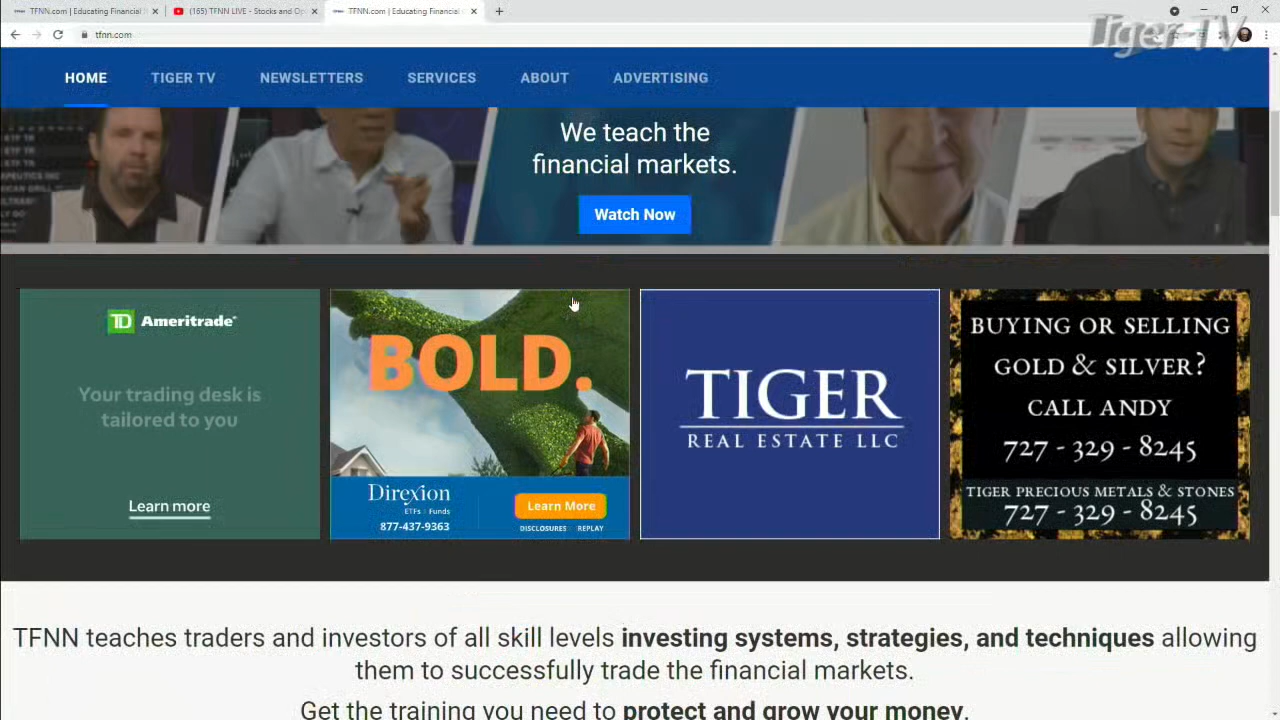 TFNN.com | Educating Financial
(165) TFNN LIVE - Stocks and Op
TFNN.com | Educating Financial
tfnn.com
Tiger-TV
HOME
TIGER TV
NEWSLETTERS
SERVICES
ABOUT
ADVERTISING
We teach the
financial markets.
Watch Now
TD Ameritrade
Your trading desk is
tailored to you
Learn more
BOLD.
Direxion
ETFs | Funds
877-437-9363
Learn More
DISCLOSURES
REPLAY
TIGER
REAL ESTATE LLC
BUYING OR SELLING
GOLD & SILVER?
CALL ANDY
727 - 329 - 8245
TIGER PRECIOUS METALS & STONES
727 - 329 - 8245
TFNN teaches traders and investors of all skill levels investing systems, strategies, and techniques allowing
them to successfully trade the financial markets.
Get the training you need to protect and grow your money.